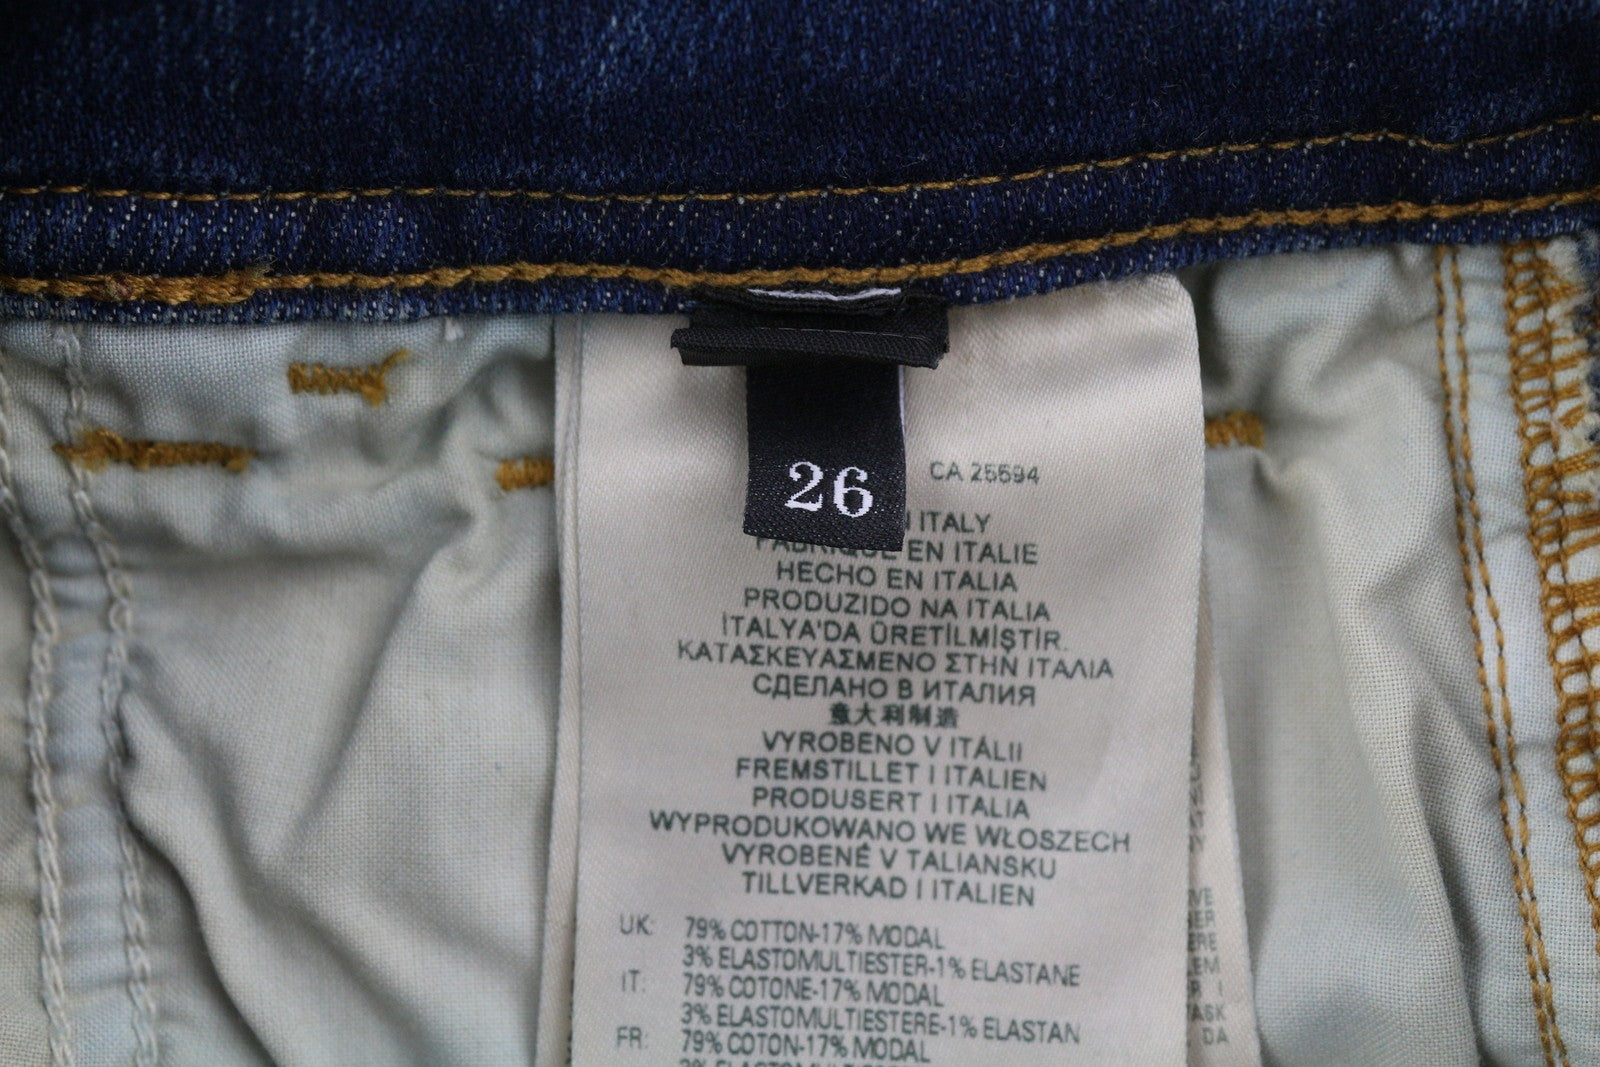 26
CA 25594
ITALY
FABRIQUÉ EN ITALIE
HECHO EN ITALIA
PRODUZIDO NA ITALIA
İTALYA'DA ÜRETİLMİŞTİR.
ΚΑΤΑΣΚΕΥΑΣΜΕΝΟ ΣΤΗΝ ΙΤΑΛΙΑ
СДЕЛАНО В ИТАЛИЯ
意大利制造
VYROBENO V ITÁLII
FREMSTILLET I ITALIEN
PRODUSERT I ITALIA
WYPRODUKOWANO WE WŁOSZECH
VYROBENÉ V TALIANSKU
TILLVERKAD I ITALIEN
UK: 79% COTTON-17% MODAL
3% ELASTOMULTIESTER-1% ELASTANE
IT: 79% COTONE-17% MODAL
3% ELASTOMULTIESTERE-1% ELASTAN
FR: 79% COTON-17% MODAL